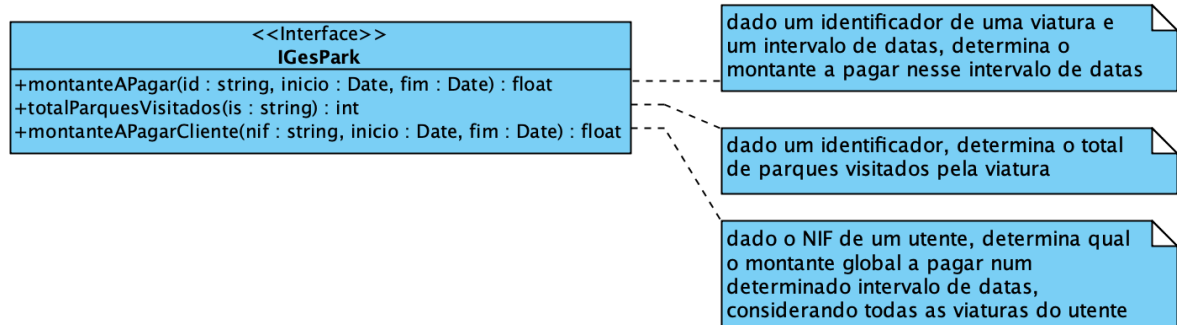 <<Interface>>
IGesPark
+montanteAPagar(id : string, inicio : Date, fim : Date) : float
+totalParquesVisitados(is : string) : int
+montanteAPagarCliente(nif : string, inicio : Date, fim : Date) : float
dado um identificador de uma viatura e
um intervalo de datas, determina o
montante a pagar nesse intervalo de datas
dado um identificador, determina o total
de parques visitados pela viatura
dado o NIF de um utente, determina qual
o montante global a pagar num
determinado intervalo de datas,
considerando todas as viaturas do utente